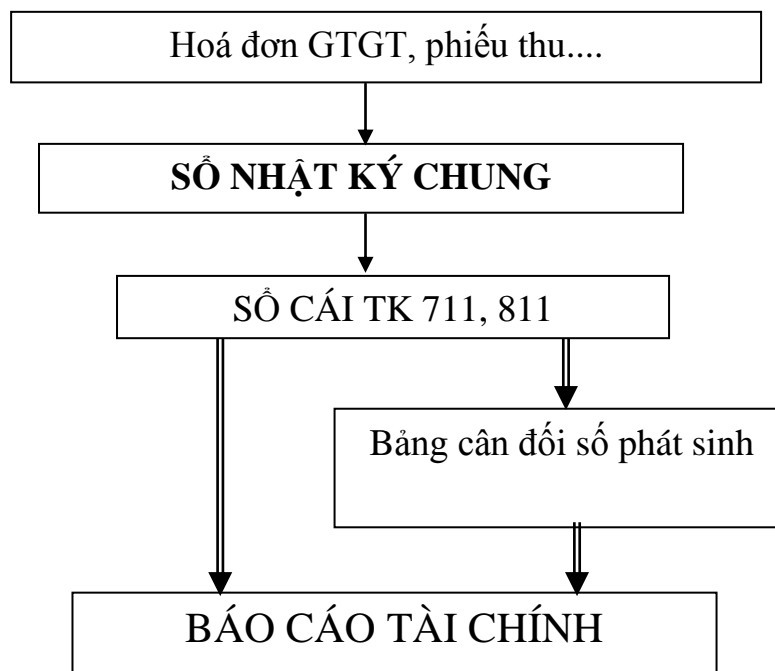 Hoá đơn GTGT, phiếu thu....
SỔ NHẬT KÝ CHUNG
SỔ CÁI TK 711, 811
Bảng cân đối số phát sinh
BÁO CÁO TÀI CHÍNH